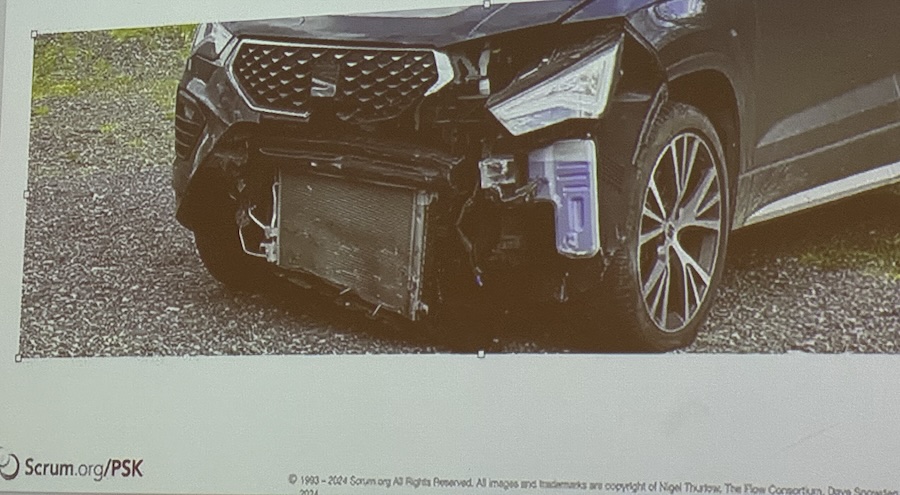 Scrum.org/PSK
© 1993 – 2024 Scrum.org All Rights Reserved. All images and trademarks are copyright of Nigel Thurlow, The Flow Consortium, Dave Snowden
2024